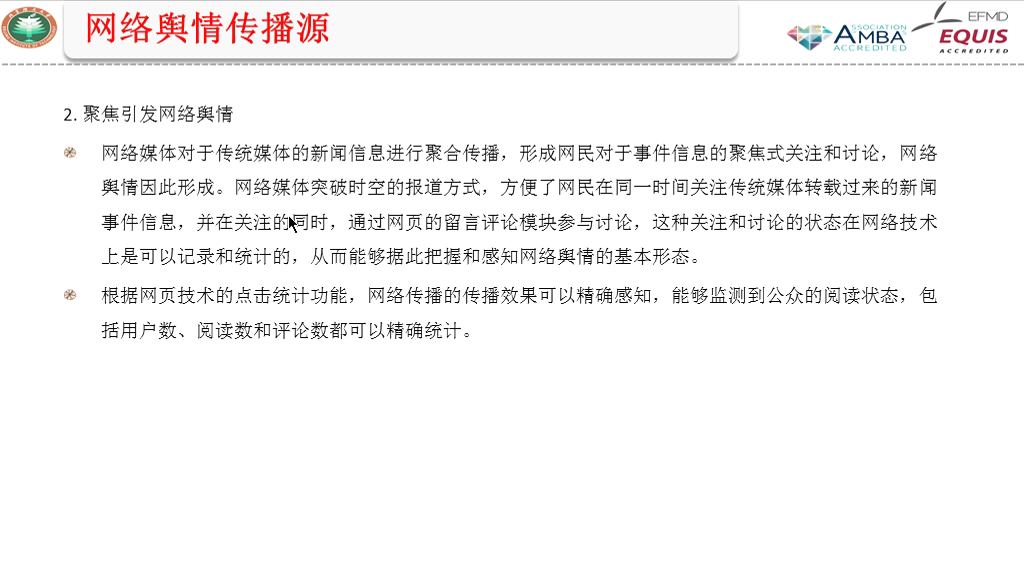 网络舆情传播源
ASSOCIATION
AMBA
ACCREDITED
EFMD
EQUIS
ACCREDITED
2. 聚焦引发网络舆情
网络媒体对于传统媒体的新闻信息进行聚合传播，形成网民对于事件信息的聚焦式关注和讨论，网络
舆情因此形成。网络媒体突破时空的报道方式，方便了网民在同一时间关注传统媒体转载过来的新闻
事件信息，并在关注的同时，通过网页的留言评论模块参与讨论，这种关注和讨论的状态在网络技术
上是可以记录和统计的，从而能够据此把握和感知网络舆情的基本形态。
根据网页技术的点击统计功能，网络传播的传播效果可以精确感知，能够监测到公众的阅读状态，包
括用户数、阅读数和评论数都可以精确统计。